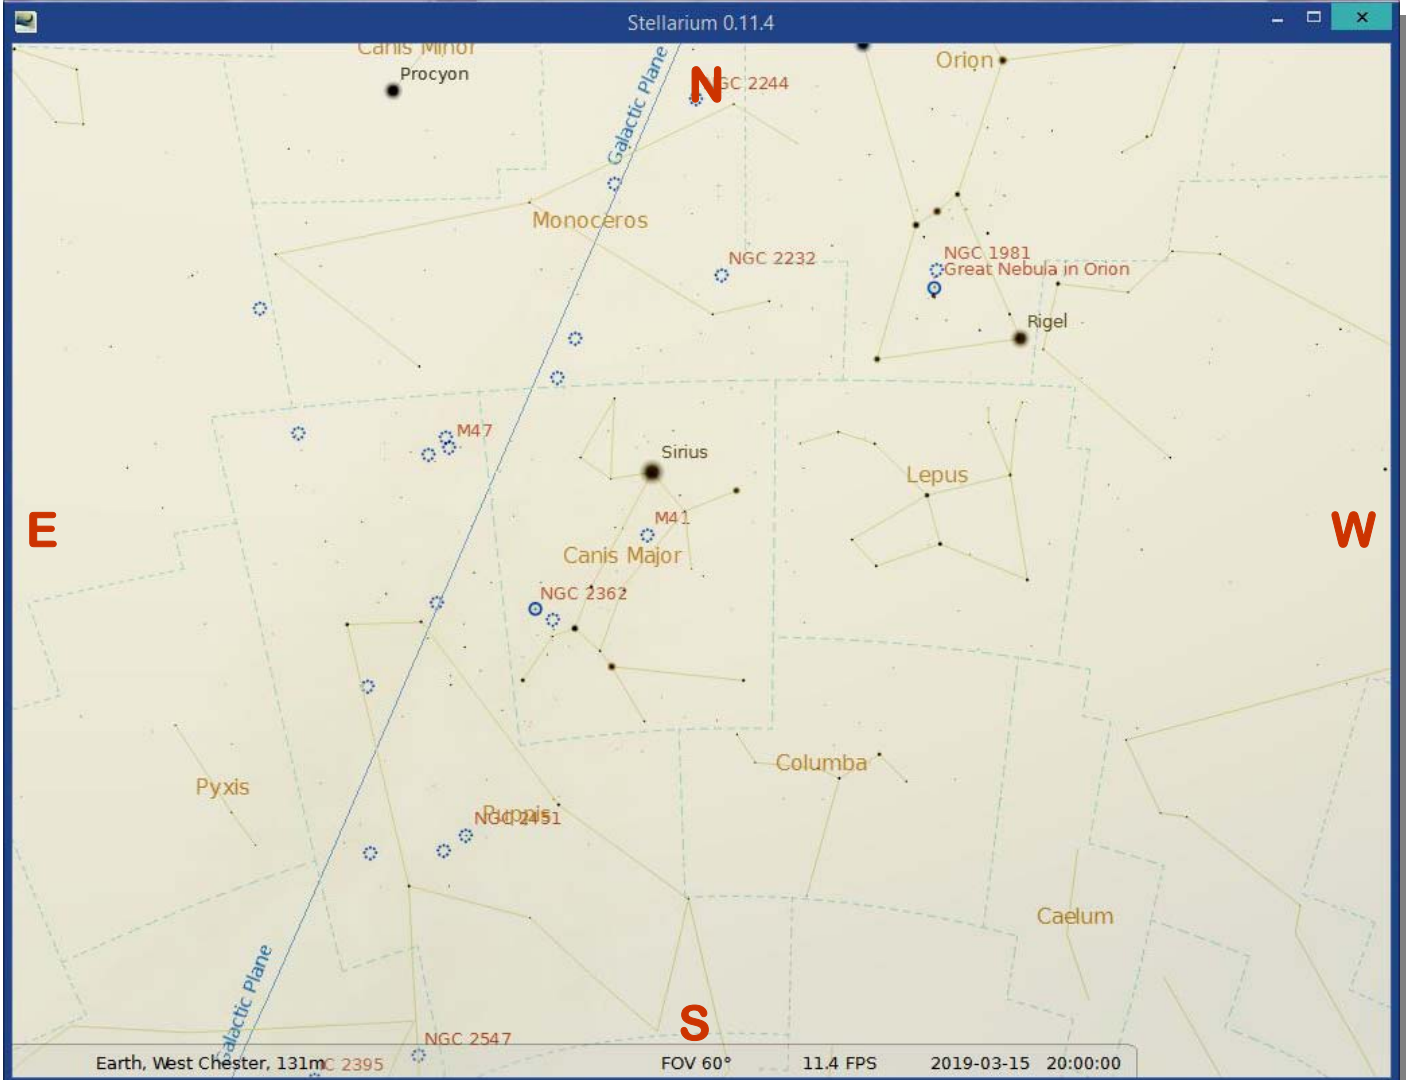 Stellarium 0.11.4
Canis Minor
Procyon
Galactic Plane
N
GC 2244
Orion
Monoceros
NGC 2232
NGC 1981
Great Nebula in Orion
Rigel
M47
Sirius
Lepus
E
M41
W
Canis Major
NGC 2362
Columba
Pyxis
Puppis
NGC 2451
Caelum
Galactic Plane
S
NGC 2547
Earth, West Chester, 131m
C 2395
FOV 60°
11.4 FPS
2019-03-15 20:00:00